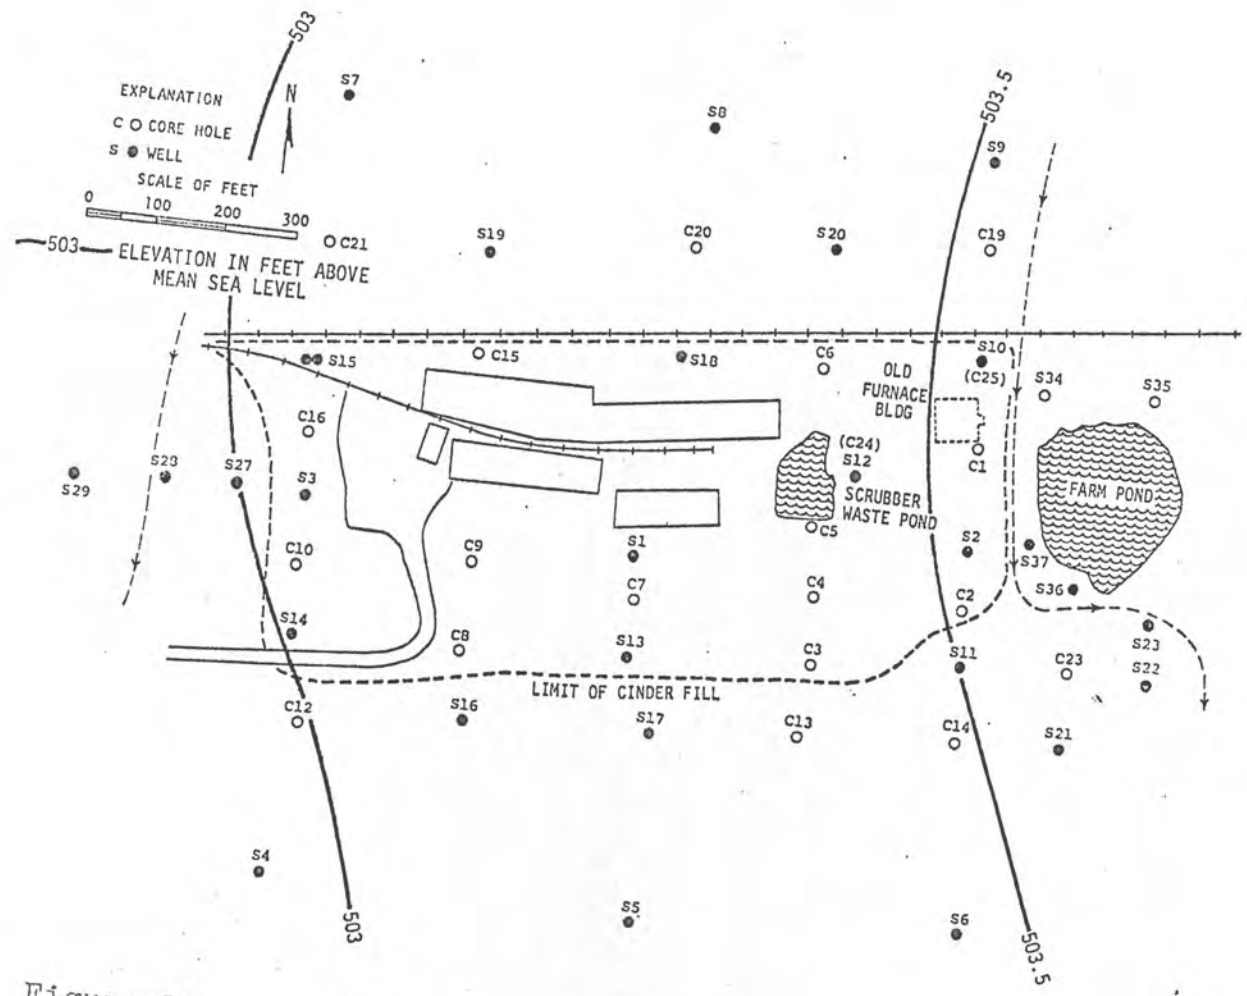 503
S7
503.5
EXPLANATION
N
C CORE HOLE
S WELL
SCALE OF FEET
0 100 200 300
S8
S9
C21
S19
C20
S20
C19
503 ELEVATION IN FEET ABOVE
MEAN SEA LEVEL
S15
C15
S18
C6
S10
(C25)
OLD
FURNACE
BLDG
S34
S35
C16
(C24)
S12
C1
S29
S28
S27
S3
SCRUBBER
WASTE POND
FARM POND
C10
C9
S1
C5
S2
S37
C7
C4
C2
S36
S14
C8
S13
C3
S11
S23
C23
S22
LIMIT OF CINDER FILL
C12
S16
S17
C13
C14
S21
S4
503
S5
S6
503.5